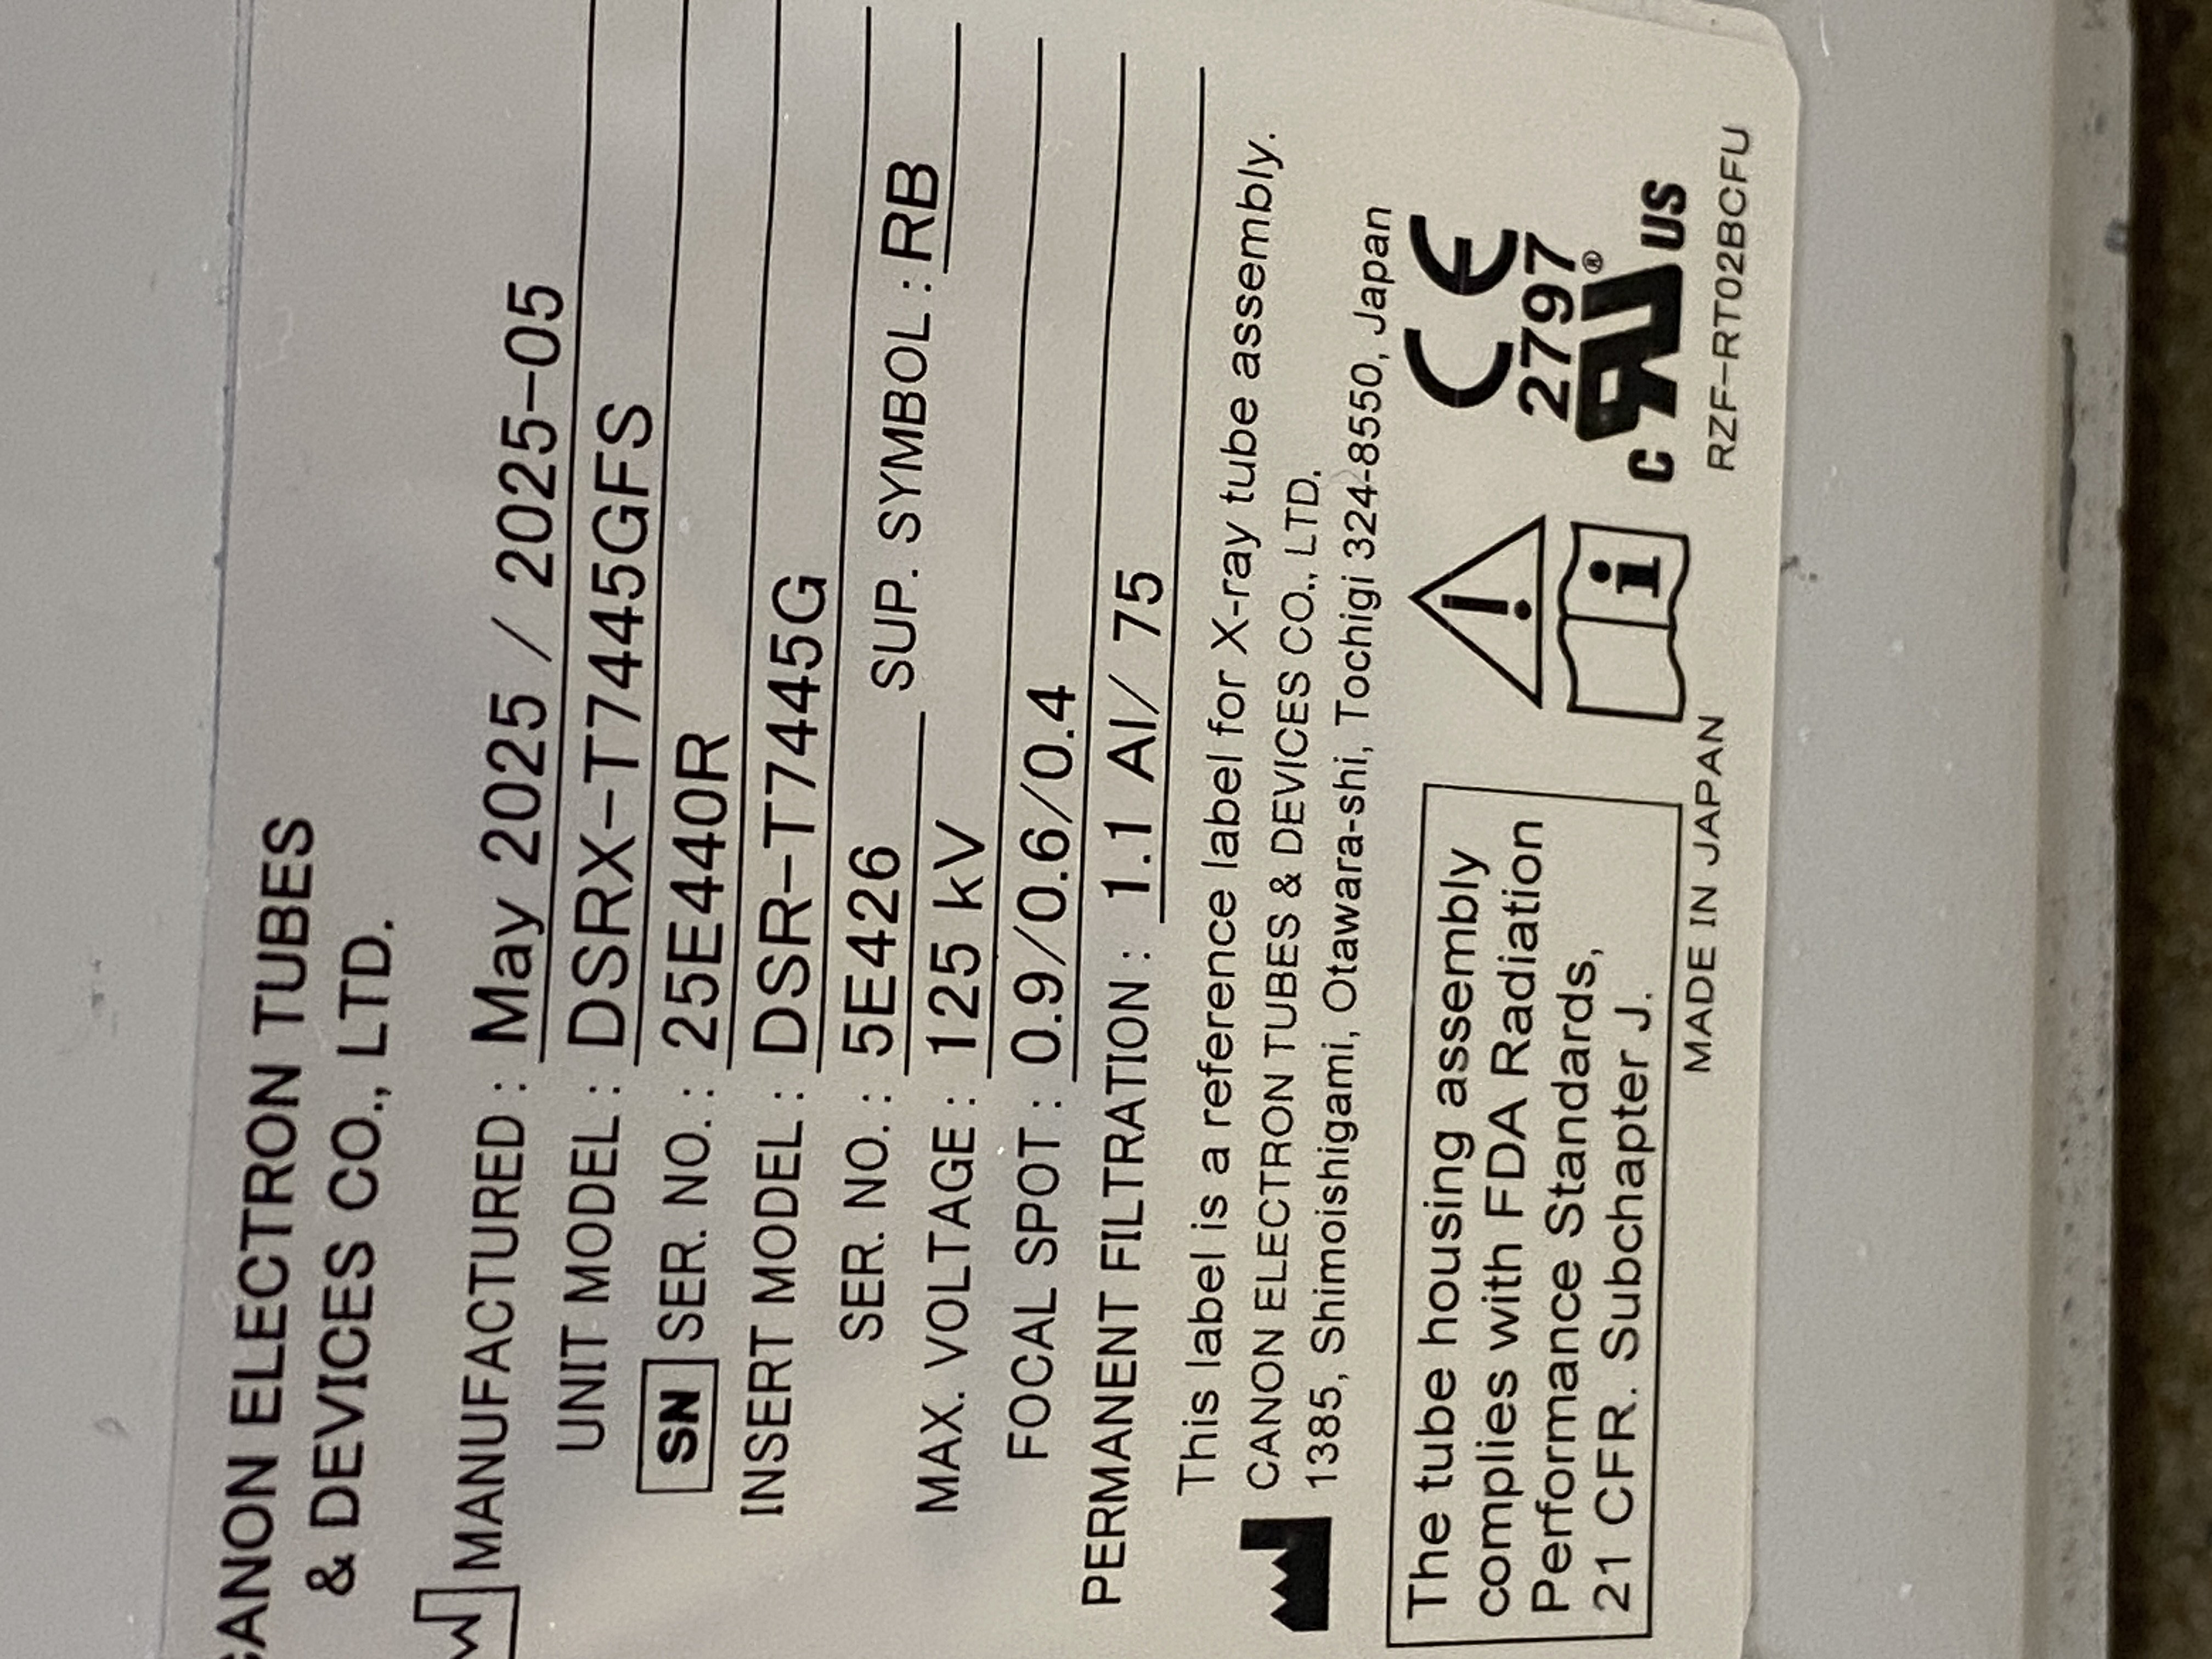 CANON ELECTRON TUBES
& DEVICES CO., LTD.
MANUFACTURED : May 2025 / 2025-05
UNIT MODEL : DSRX-T7445GFS
SN SER. NO. : 25E440R
INSERT MODEL : DSR-T7445G
SER. NO. : 5E426 SUP. SYMBOL : RB
MAX. VOLTAGE : 125 kV
FOCAL SPOT : 0.9/0.6/0.4
PERMANENT FILTRATION : 1.1 Al/ 75
This label is a reference label for X-ray tube assembly.
CANON ELECTRON TUBES & DEVICES CO., LTD.
1385, Shimoishigami, Otawara-shi, Tochigi 324-8550, Japan
The tube housing assembly
complies with FDA Radiation
Performance Standards,
21 CFR. Subchapter J.
MADE IN JAPAN
CE
2797
c UR® US
RZF-RT02BCFU